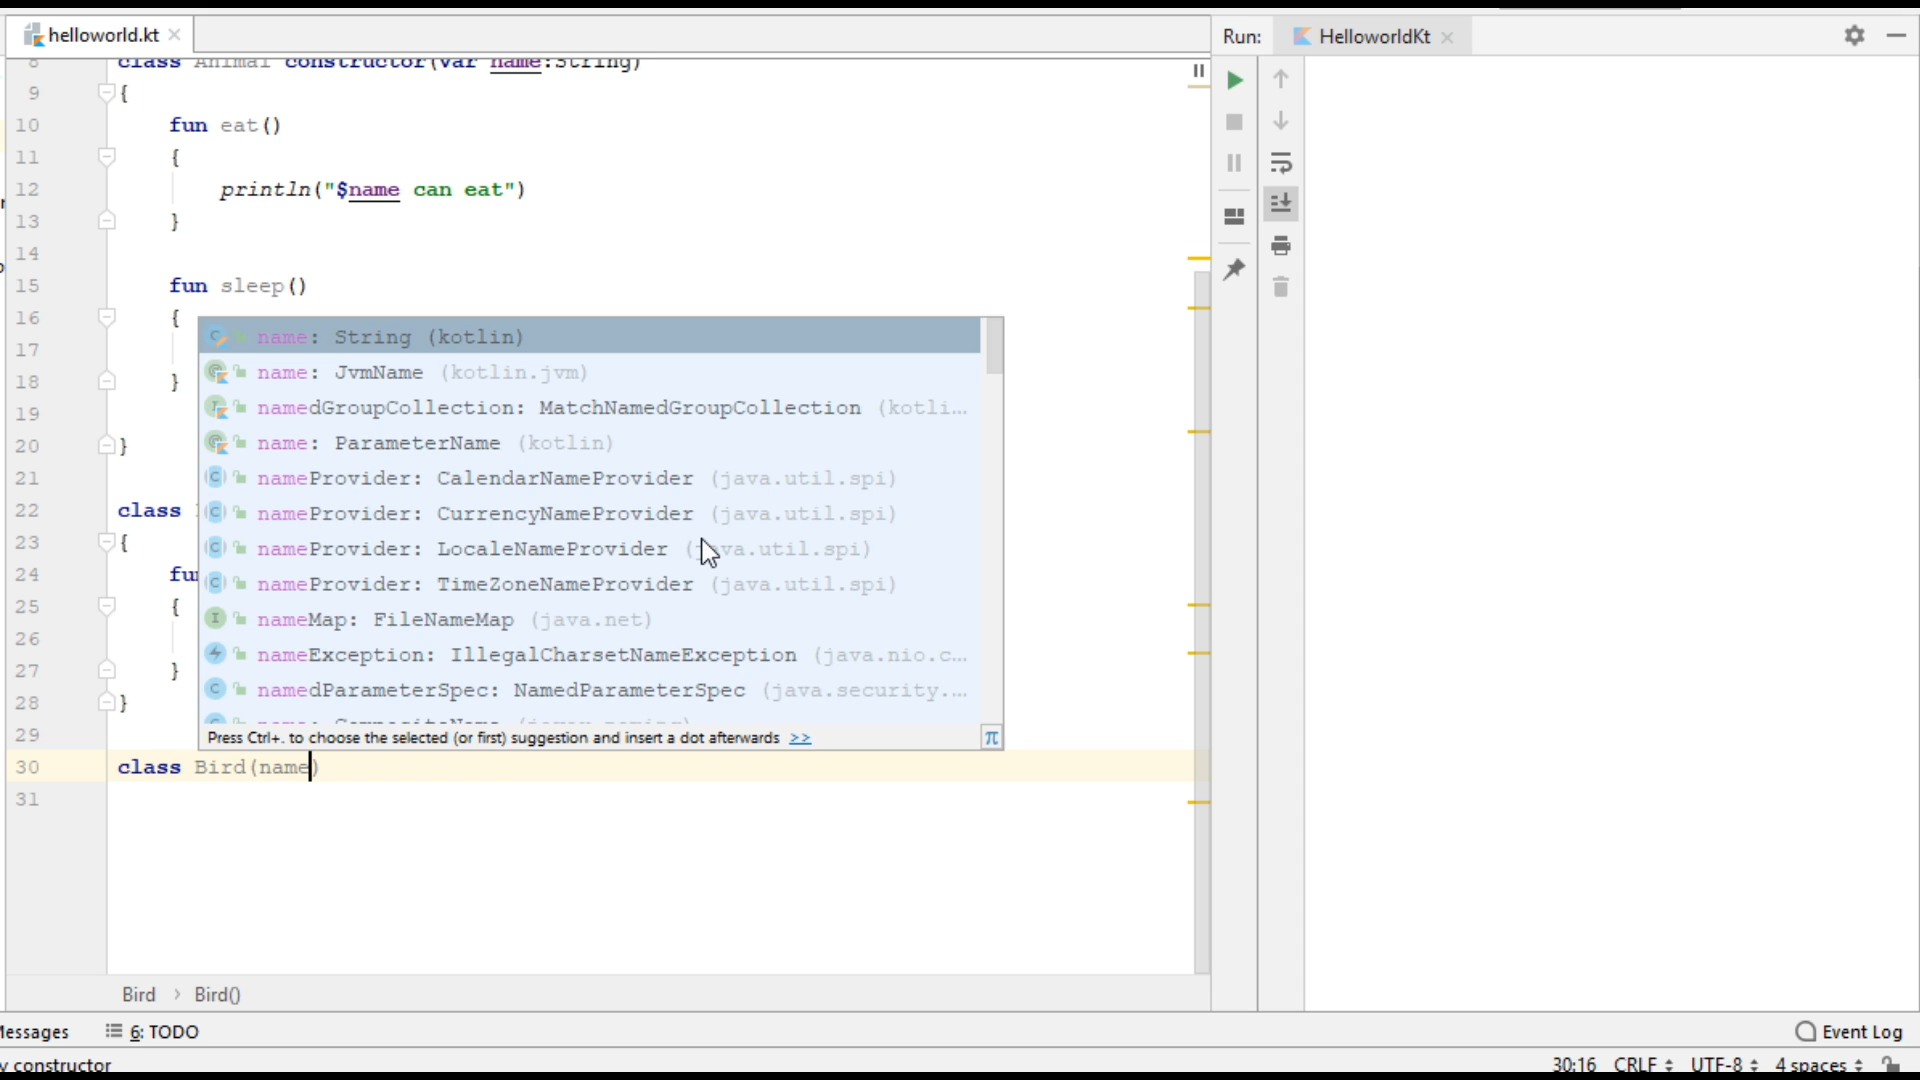 helloworld.kt
Run: HelloworldKt
8 class Animal constructor(var name:String)
9 {
10 fun eat()
11 {
12 println("$name can eat")
13 }
14
15 fun sleep()
16 {
17
18 }
19
20 }
21
22 class
23 {
24 fu
25 {
26
27 }
28 }
29
30 class Bird(name)
31
name: String (kotlin)
name: JvmName (kotlin.jvm)
namedGroupCollection: MatchNamedGroupCollection (kotli...
name: ParameterName (kotlin)
nameProvider: CalendarNameProvider (java.util.spi)
nameProvider: CurrencyNameProvider (java.util.spi)
nameProvider: LocaleNameProvider (java.util.spi)
nameProvider: TimeZoneNameProvider (java.util.spi)
nameMap: FileNameMap (java.net)
nameException: IllegalCharsetNameException (java.nio.c...
namedParameterSpec: NamedParameterSpec (java.security....
Press Ctrl+. to choose the selected (or first) suggestion and insert a dot afterwards >> π
Bird › Bird()
Messages 6: TODO Event Log
y constructor 30:16 CRLF UTF-8 4 spaces